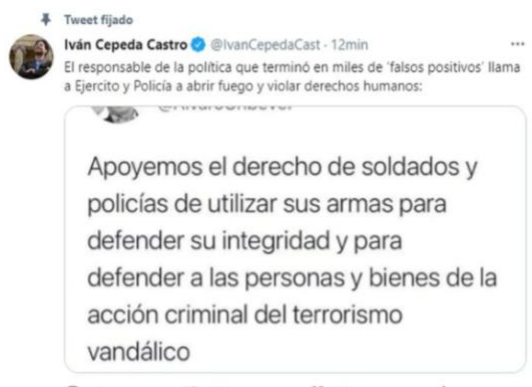 Tweet fijado
Iván Cepeda Castro @IvanCepedaCast · 12min
El responsable de la política que terminó en miles de 'falsos positivos' llama
a Ejercito y Policía a abrir fuego y violar derechos humanos:
Apoyemos el derecho de soldados y
policías de utilizar sus armas para
defender su integridad y para
defender a las personas y bienes de la
acción criminal del terrorismo
vandálico